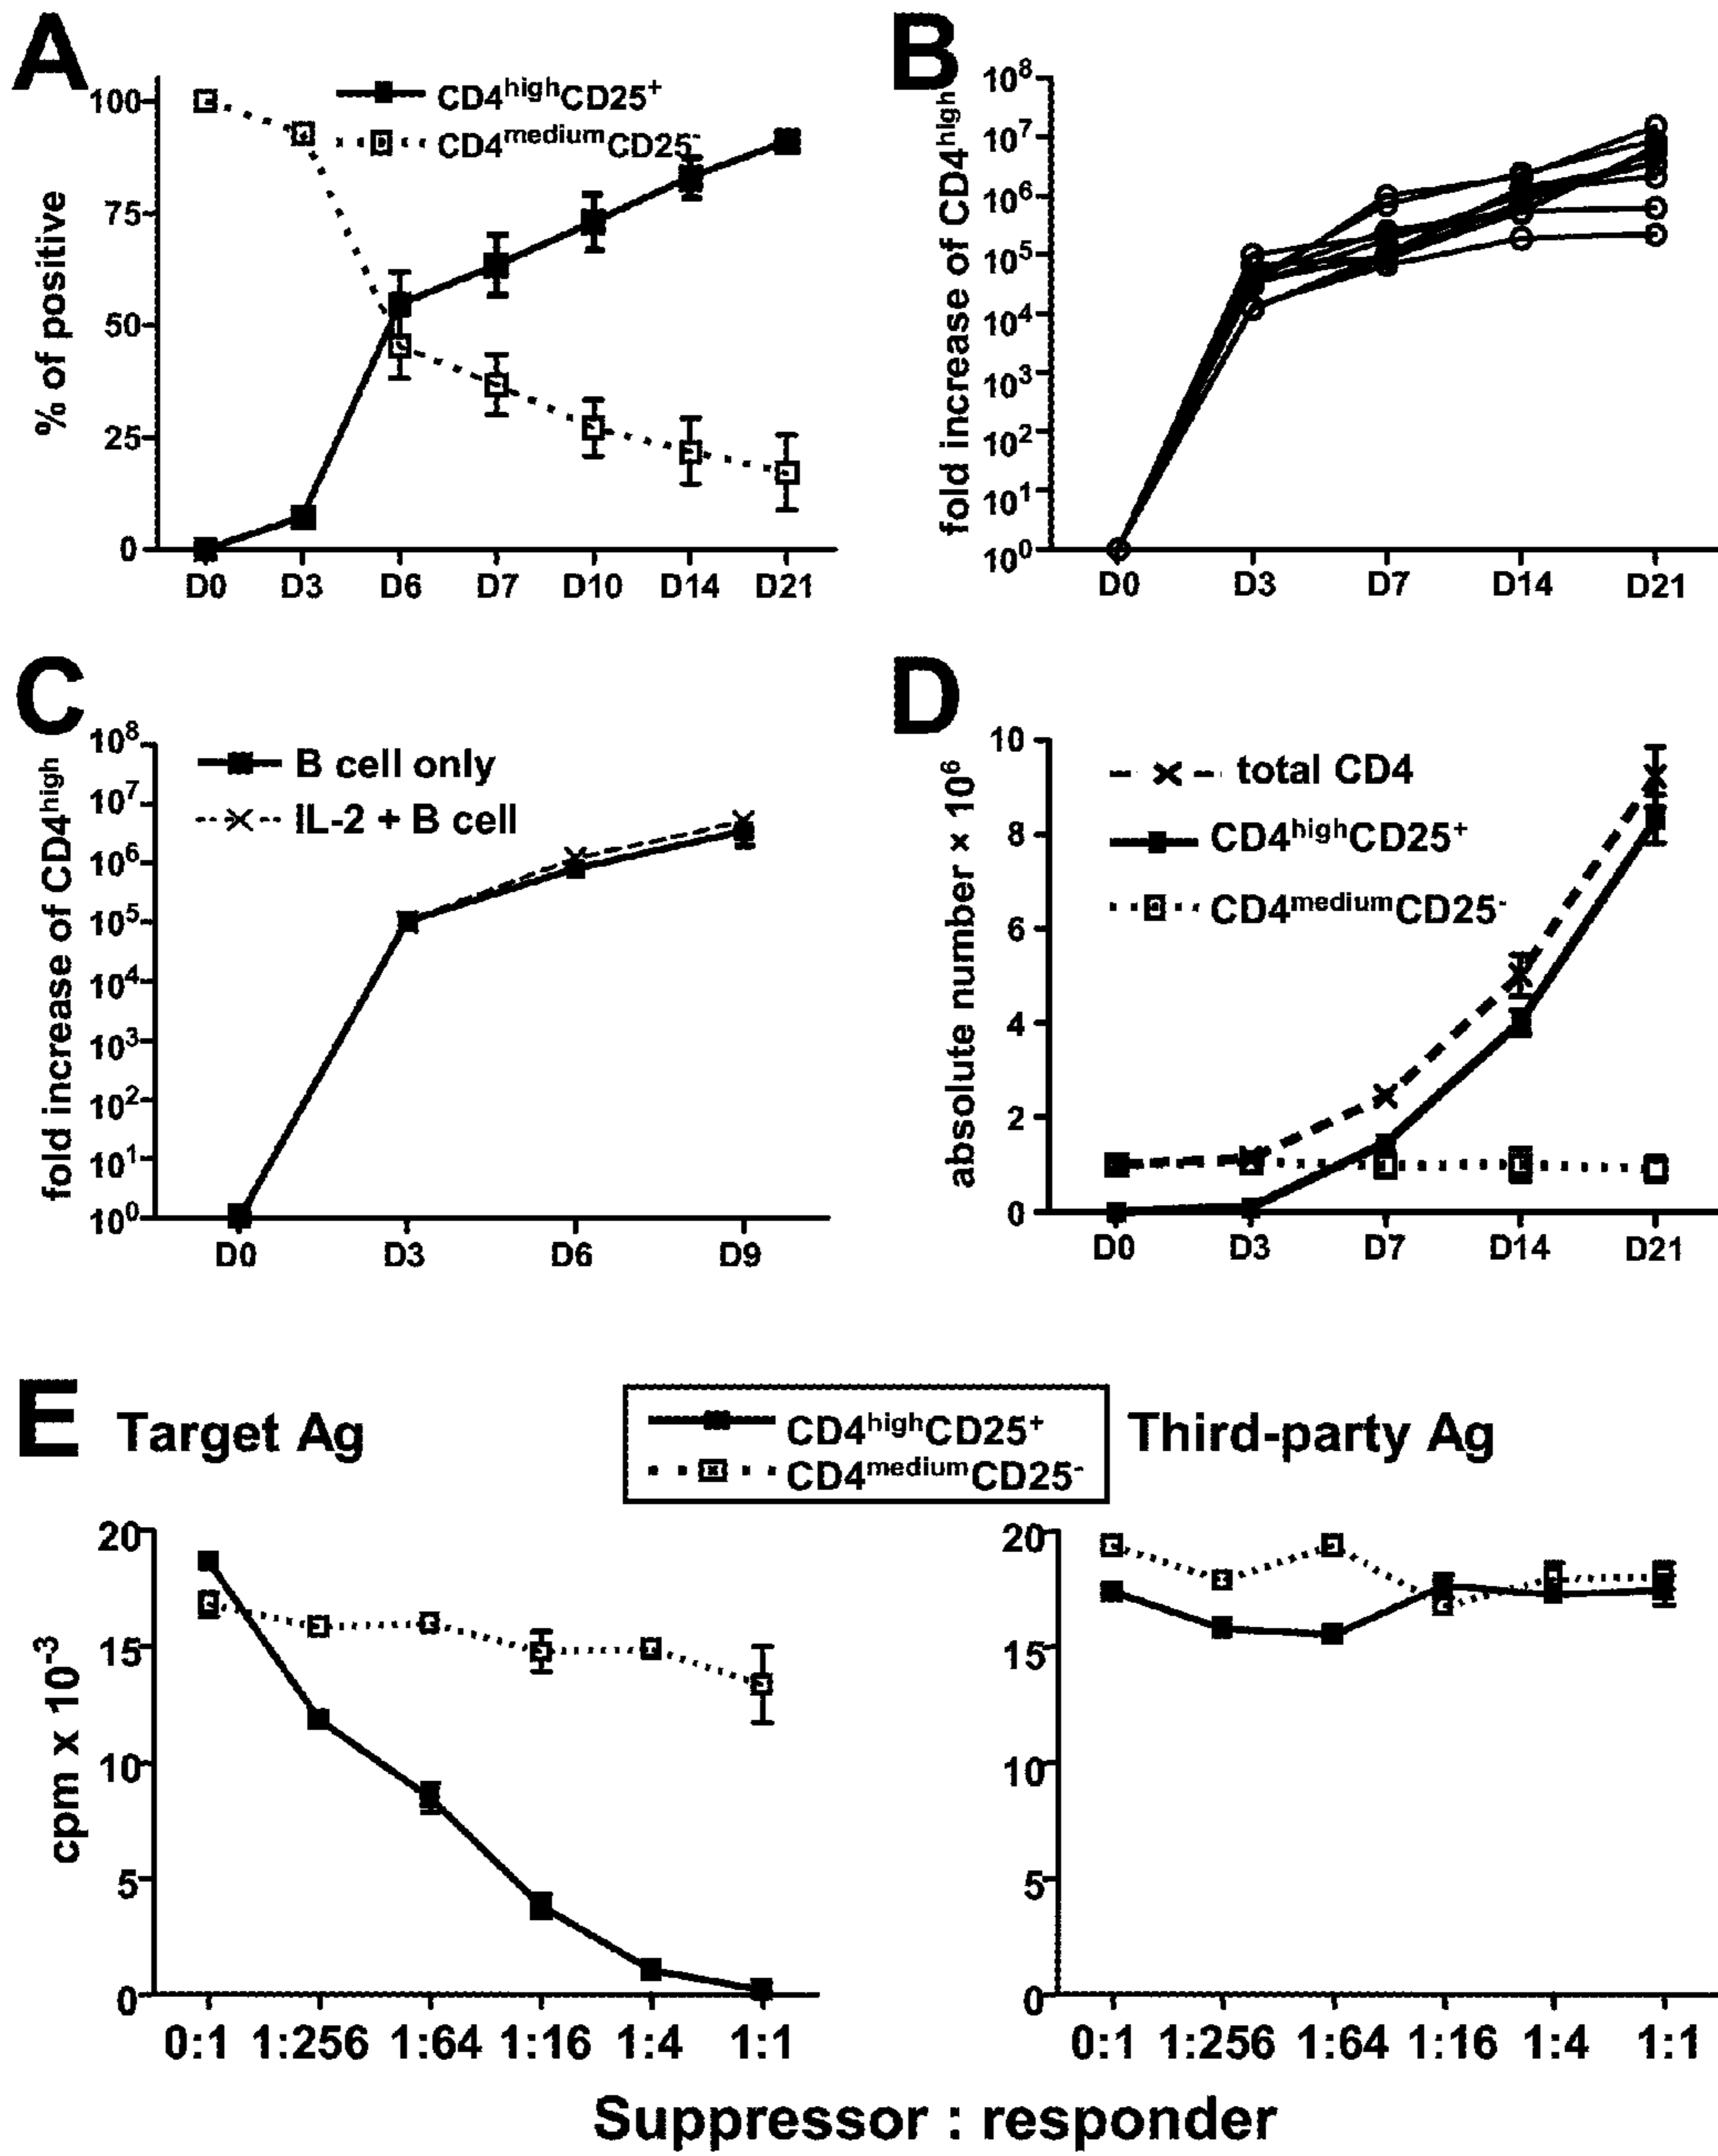 A
CD4highCD25+
CD4mediumCD25-
% of positive
100
75
50
25
0
D0 D3 D6 D7 D10 D14 D21
B
fold increase of CD4high
10^8
10^7
10^6
10^5
10^4
10^3
10^2
10^1
10^0
D0 D3 D7 D14 D21
C
fold increase of CD4high
10^8
10^7
10^6
10^5
10^4
10^3
10^2
10^1
10^0
B cell only
IL-2 + B cell
D0 D3 D6 D9
D
absolute number × 10^6
10
8
6
4
2
0
total CD4
CD4highCD25+
CD4mediumCD25-
D0 D3 D7 D14 D21
E
Target Ag
CD4highCD25+
CD4mediumCD25-
Third-party Ag
cpm x 10^-3
20
15
10
5
0
0:1 1:256 1:64 1:16 1:4 1:1
20
15
10
5
0
0:1 1:256 1:64 1:16 1:4 1:1
Suppressor : responder